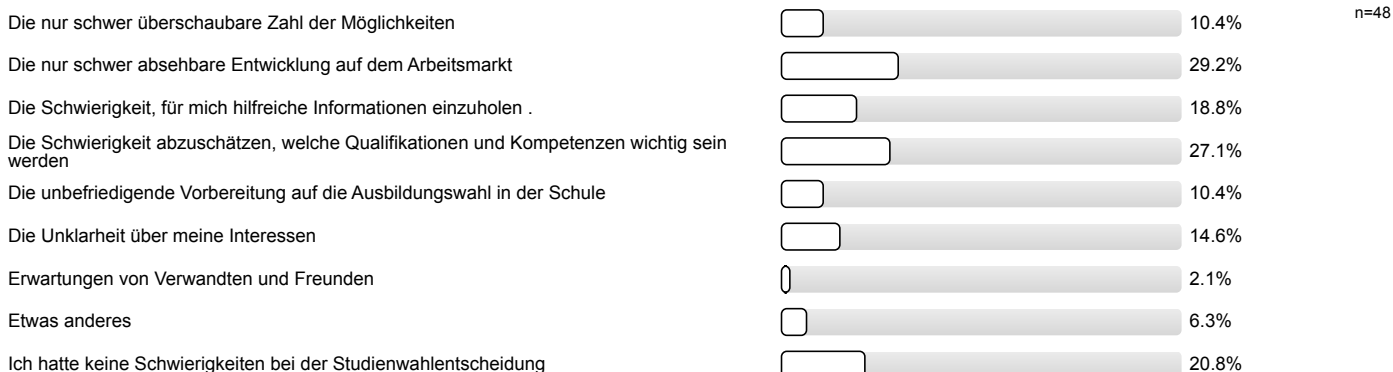 Die nur schwer überschaubare Zahl der Möglichkeiten 10.4% n=48
Die nur schwer absehbare Entwicklung auf dem Arbeitsmarkt 29.2%
Die Schwierigkeit, für mich hilfreiche Informationen einzuholen . 18.8%
Die Schwierigkeit abzuschätzen, welche Qualifikationen und Kompetenzen wichtig sein
werden 27.1%
Die unbefriedigende Vorbereitung auf die Ausbildungswahl in der Schule 10.4%
Die Unklarheit über meine Interessen 14.6%
Erwartungen von Verwandten und Freunden 2.1%
Etwas anderes 6.3%
Ich hatte keine Schwierigkeiten bei der Studienwahlentscheidung 20.8%